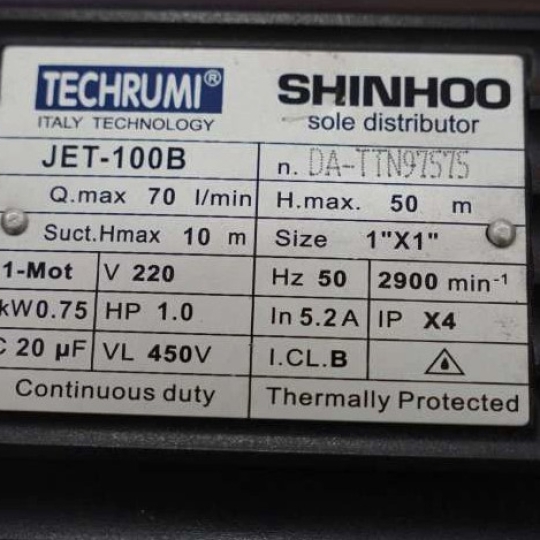 TECHRUMI®
ITALY TECHNOLOGY
SHINHOO
sole distributor
JET-100B
n. DA-TTN97575
Q.max 70 l/min
H.max. 50 m
Suct.Hmax 10 m
Size 1"X1"
1-Mot V 220 Hz 50 2900 min⁻¹
kW0.75 HP 1.0 In 5.2A IP X4
C 20 µF VL 450V I.CL.B
Continuous duty Thermally Protected